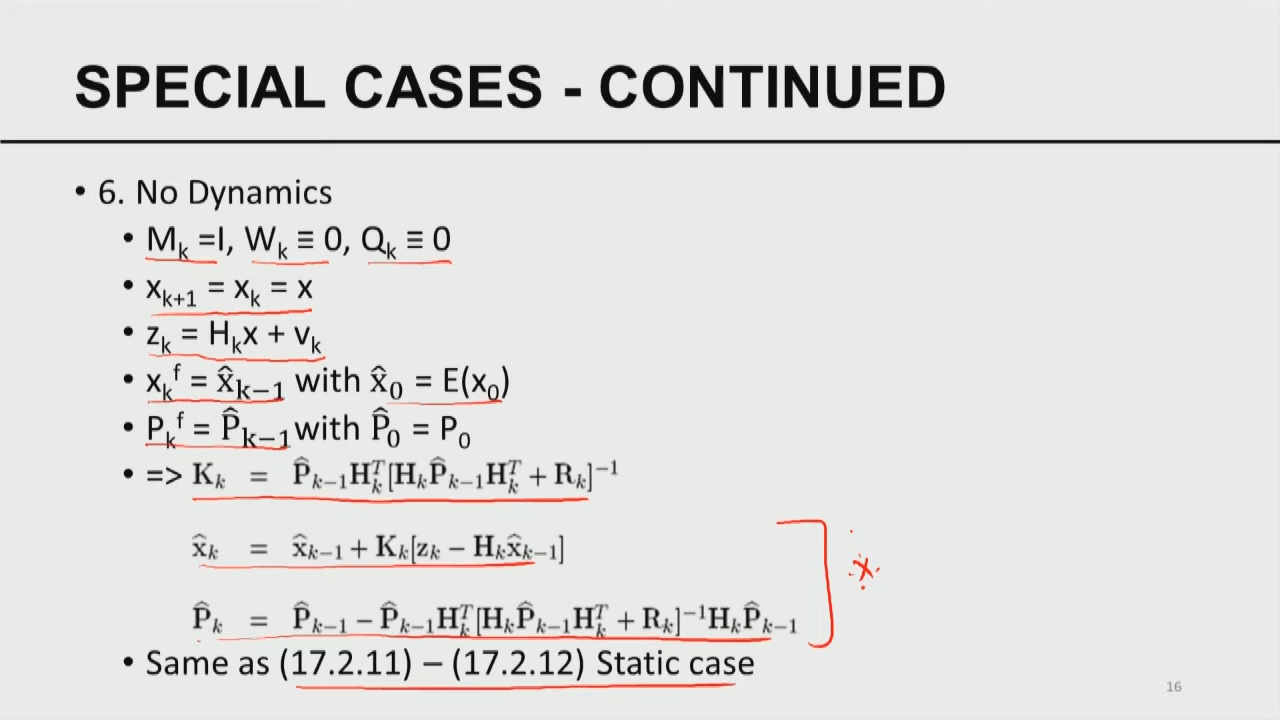 SPECIAL CASES - CONTINUED
• 6. No Dynamics
• Mₖ =I, Wₖ ≡ 0, Qₖ ≡ 0
• xₖ₊₁ = xₖ = x
• zₖ = Hₖx + vₖ
• xₖᶠ = x̂ₖ₋₁ with x̂₀ = E(x₀)
• Pₖᶠ = P̂ₖ₋₁ with P̂₀ = P₀
• => Kₖ = P̂ₖ₋₁Hₖᵀ[HₖP̂ₖ₋₁Hₖᵀ + Rₖ]⁻¹
x̂ₖ = x̂ₖ₋₁ + Kₖ[zₖ − Hₖx̂ₖ₋₁]
P̂ₖ = P̂ₖ₋₁ − P̂ₖ₋₁Hₖᵀ[HₖP̂ₖ₋₁Hₖᵀ + Rₖ]⁻¹HₖP̂ₖ₋₁
• Same as (17.2.11) – (17.2.12) Static case
16